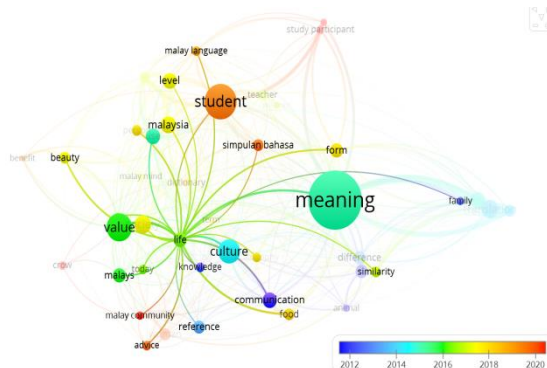 study participant
malay language
level
student
teacher
malaysia
simpulan bahasa
form
beauty
benefit
malay mind
dictionary
meaning
family
value
term
life
culture
difference
crow
malays
today
knowledge
similarity
communication
animal
malay community
reference
food
advice
2012 2014 2016 2018 2020